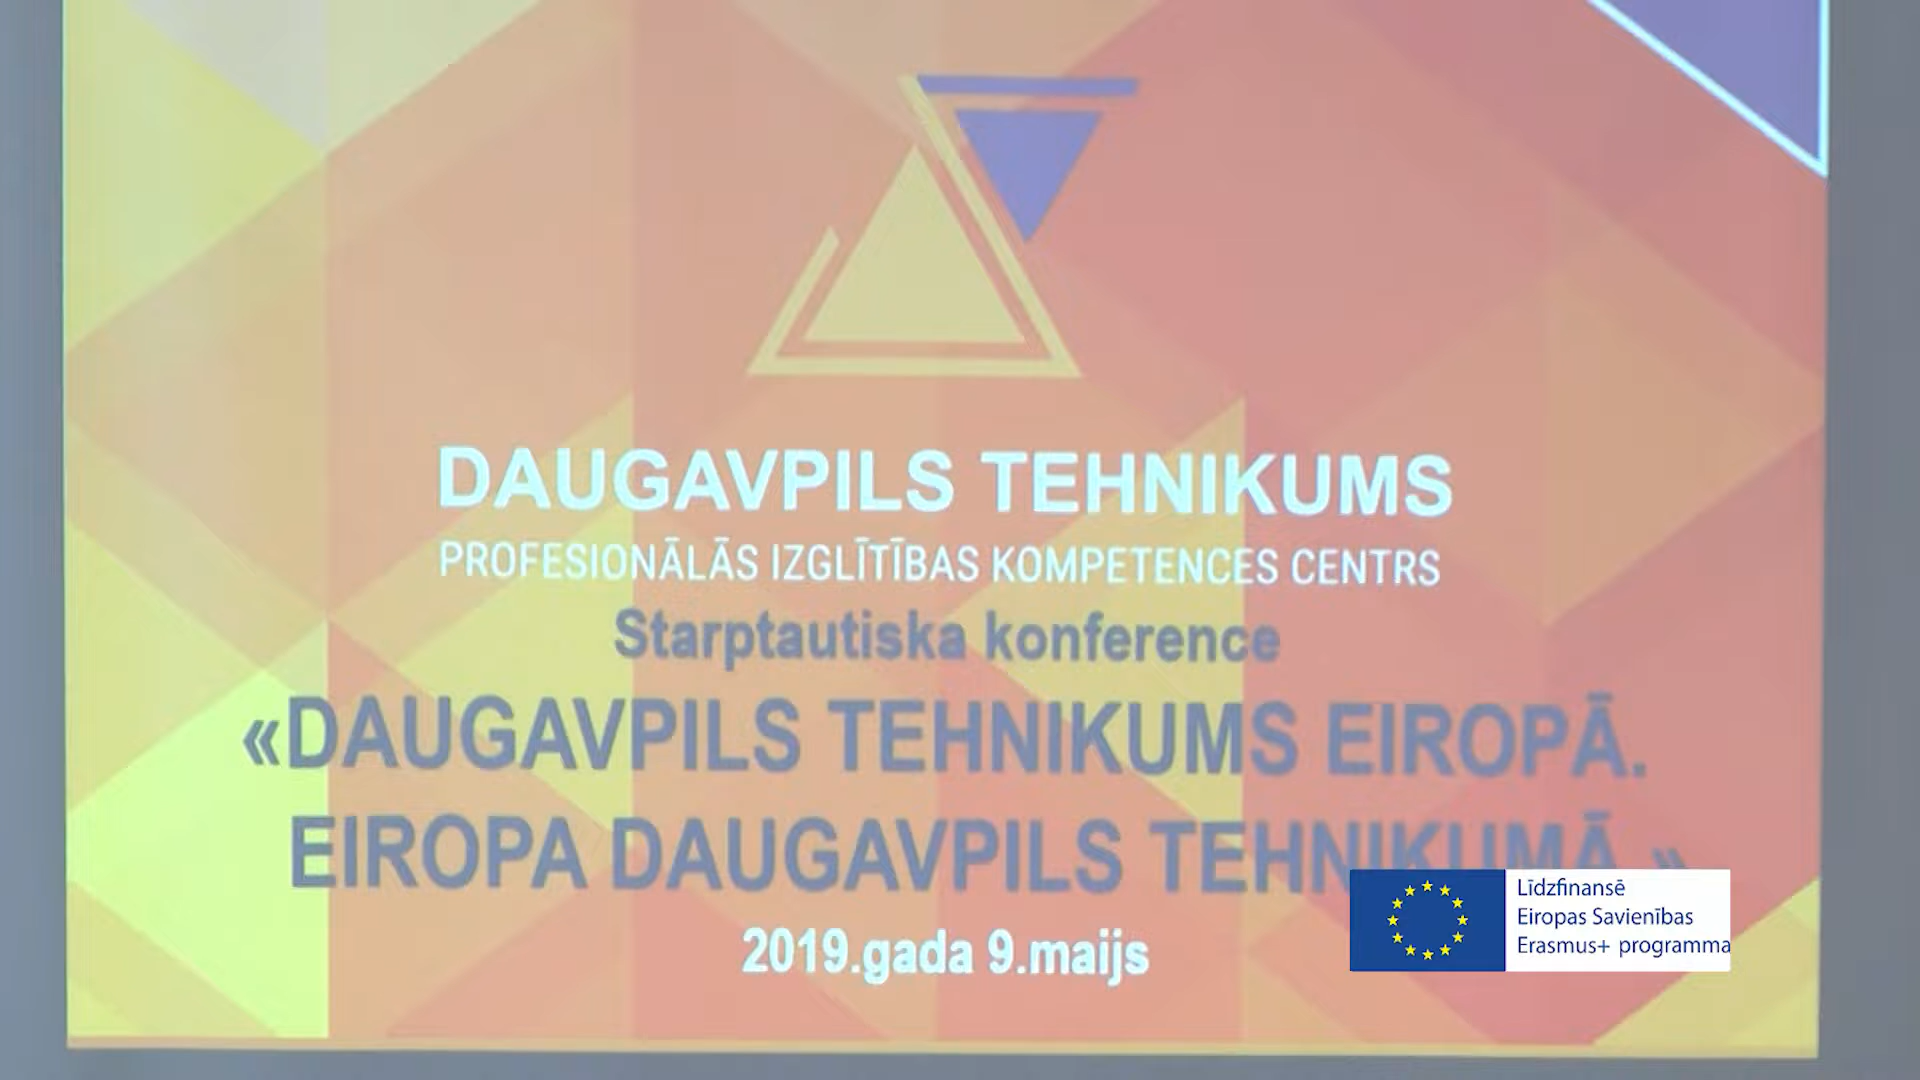 DAUGAVPILS TEHNIKUMS
PROFESIONĀLĀS IZGLĪTĪBAS KOMPETENCES CENTRS
Starptautiska konference
«DAUGAVPILS TEHNIKUMS EIROPĀ.
EIROPA DAUGAVPILS TEHNIKUMĀ.»
2019.gada 9.maijs
Līdzfinansē
Eiropas Savienības
Erasmus+ programma